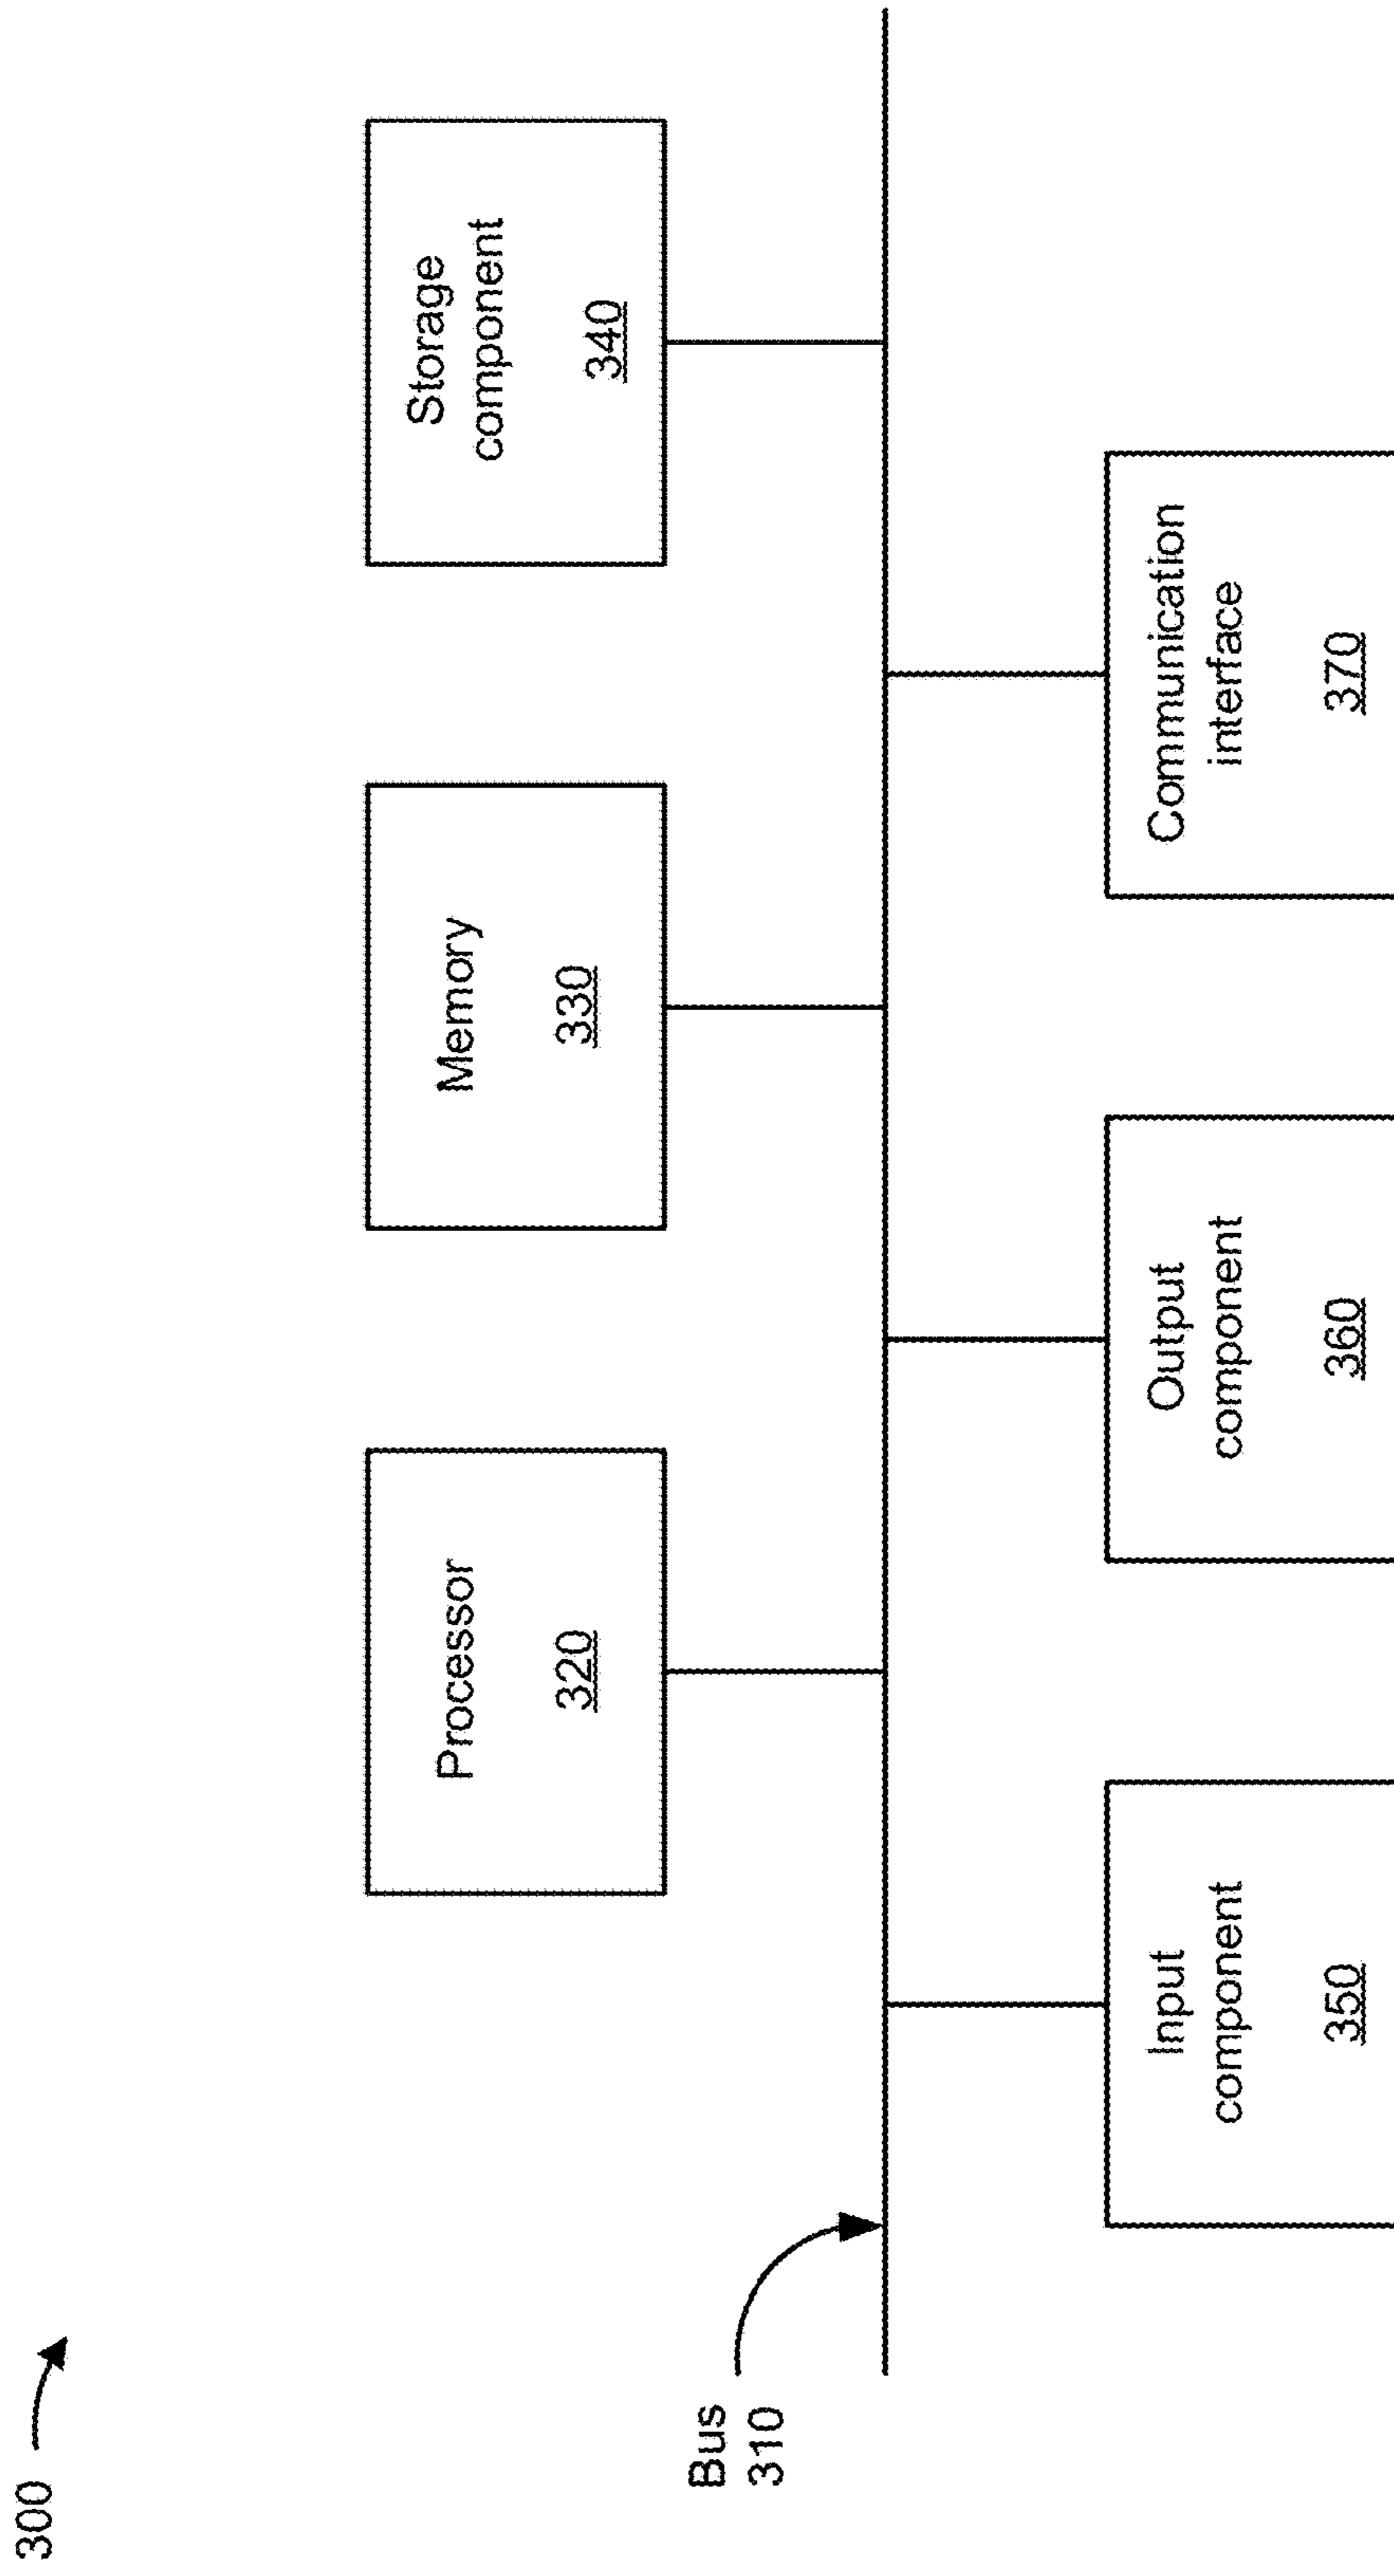 300
Processor
320
Memory
330
Storage
component
340
Bus
310
Input
component
350
Output
component
360
Communication
interface
370